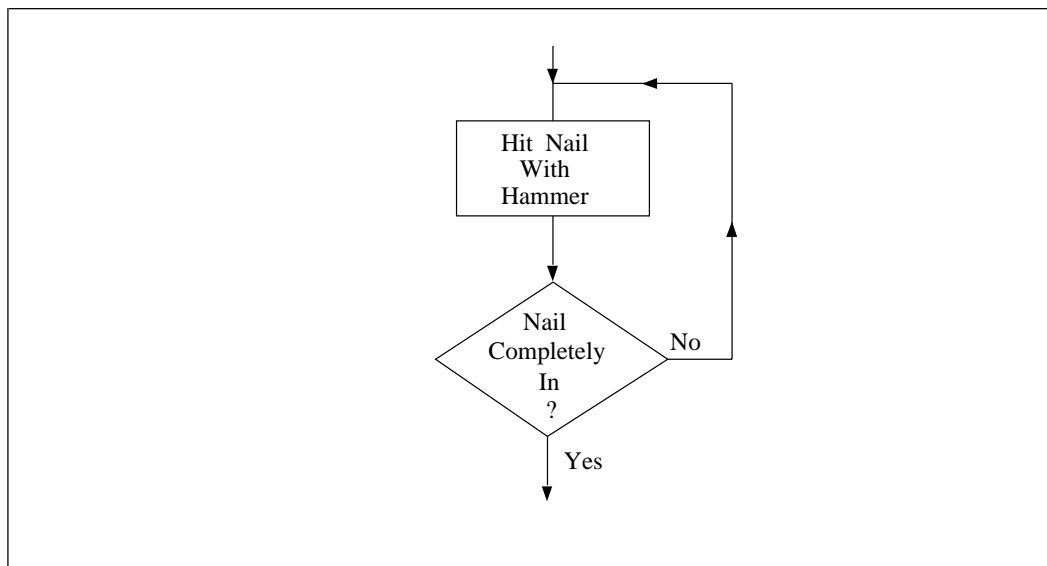 Hit Nail
With
Hammer
Nail
Completely
In
?
No
Yes